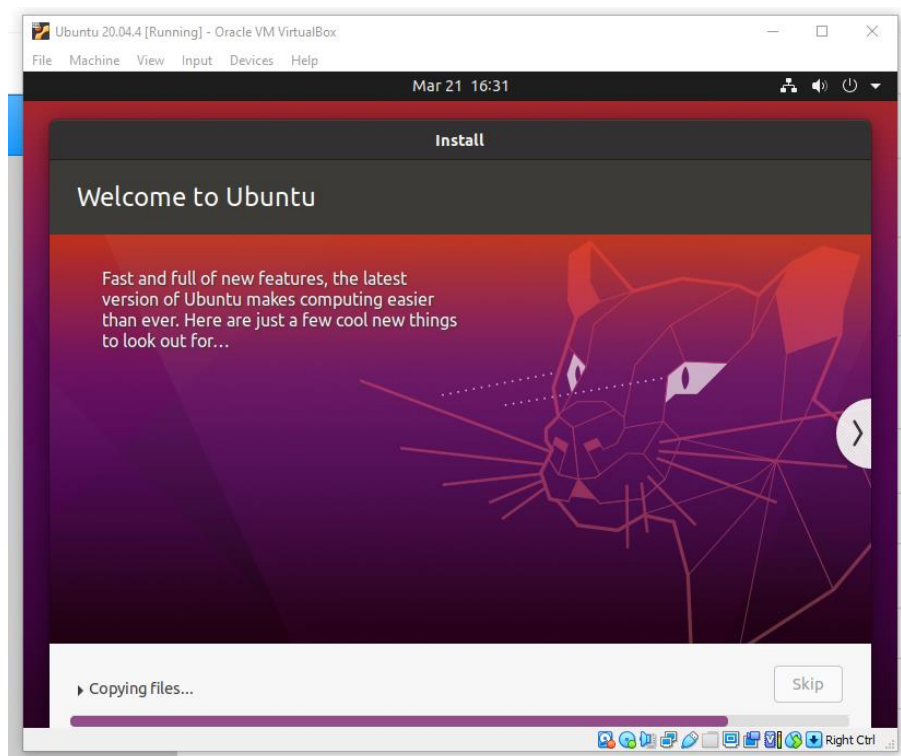 Ubuntu 20.04.4 [Running] - Oracle VM VirtualBox
File Machine View Input Devices Help
Mar 21 16:31
Install
Welcome to Ubuntu
Fast and full of new features, the latest
version of Ubuntu makes computing easier
than ever. Here are just a few cool new things
to look out for...
Copying files...
Skip
Right Ctrl